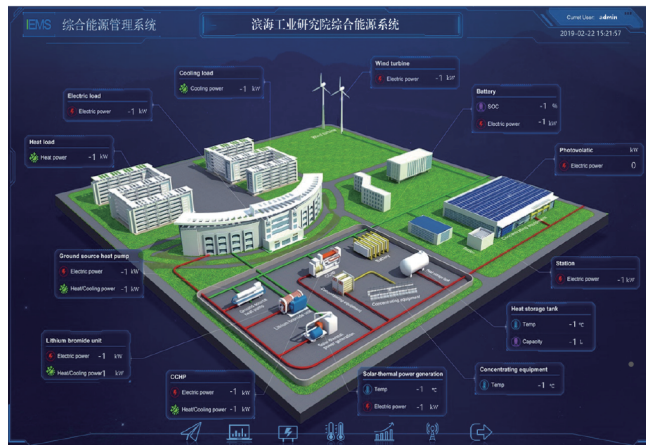 IEMS 综合能源管理系统
滨海工业研究院综合能源系统
Current User: admin
2019-02-22 15:21:57
Wind turbine
Electric power -1 kW
Cooling load
Cooling power -1 kW
Electric load
Electric power -1 kW
Battery
SOC -1 %
Electric power -1 kW
Heat load
Heat power -1 kW
Photovolatic kW
Electric power 0
Ground source heat pump
Electric power -1 kW
Heat/Cooling power -1 kW
Station
Electric power -1 kW
Heat storage tank
Tamp -1 ℃
Capacity -1 L
Lithium bromide unit
Electric power -1 kW
Heat/Cooling power1 kW
CCHP
Electric power -1 kW
Heat/Cooling power -1 kW
Solar-thermal power generation
Tamp -1 ℃
Electric power -1 kW
Concentrating equipment
Tamp -1 ℃